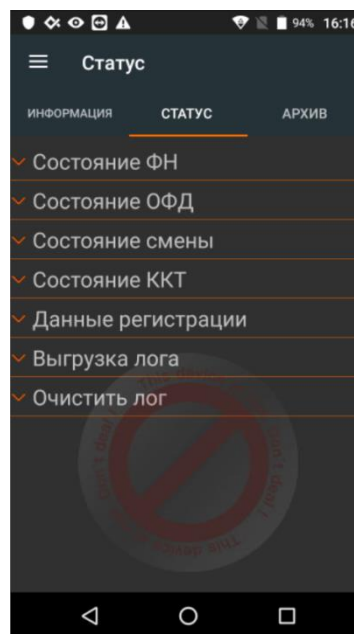 94% 16:16
Статус
ИНФОРМАЦИЯ СТАТУС АРХИВ
Состояние ФН
Состояние ОФД
Состояние смены
Состояние ККТ
Данные регистрации
Выгрузка лога
Очистить лог